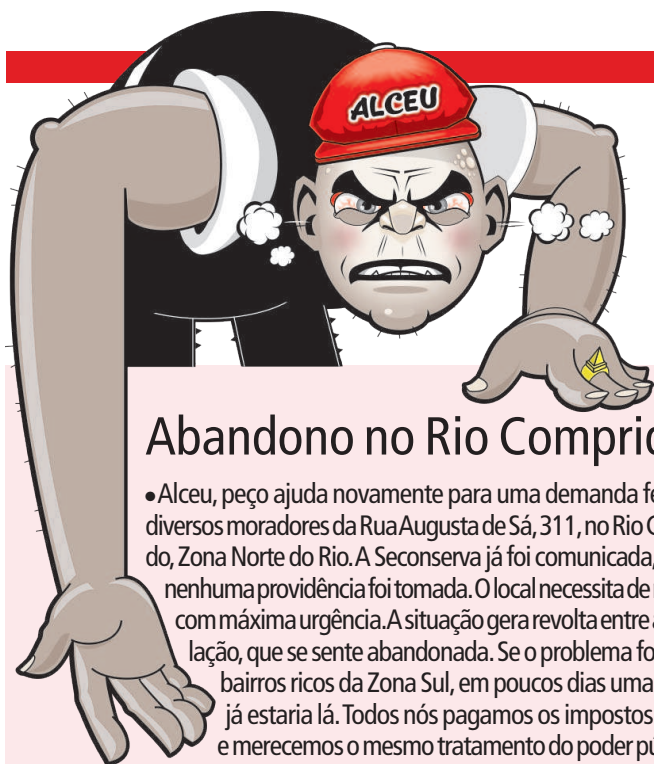 ALCEU
Abandono no Rio Comprid
•Alceu, peço ajuda novamente para uma demanda fe
diversos moradores da Rua Augusta de Sá, 311, no Rio C
do, Zona Norte do Rio. A Seconserva já foi comunicada,
nenhuma providência foi tomada. O local necessita de
com máxima urgência. A situação gera revolta entre a
lação, que se sente abandonada. Se o problema fo
bairros ricos da Zona Sul, em poucos dias uma
já estaria lá. Todos nós pagamos os impostos
e merecemos o mesmo tratamento do poder pú